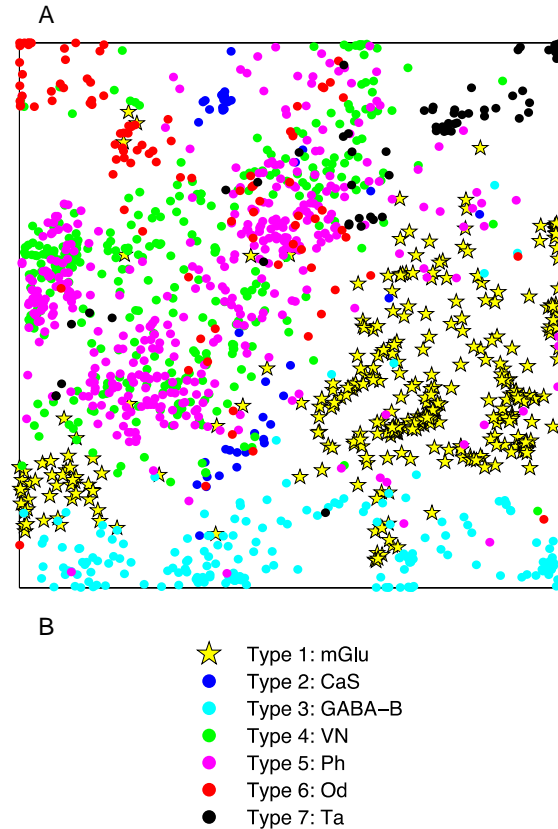 A
B
Type 1: mGlu
Type 2: CaS
Type 3: GABA−B
Type 4: VN
Type 5: Ph
Type 6: Od
Type 7: Ta